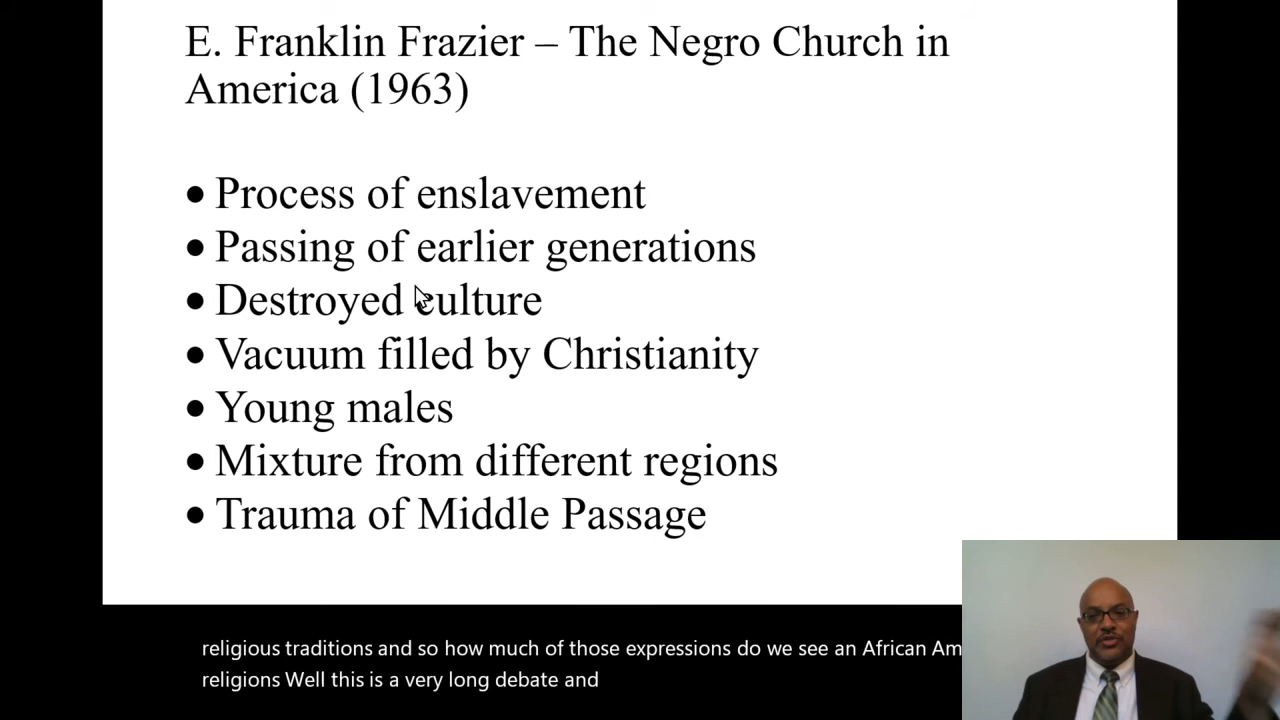 E. Franklin Frazier – The Negro Church in
America (1963)
• Process of enslavement
• Passing of earlier generations
• Destroyed culture
• Vacuum filled by Christianity
• Young males
• Mixture from different regions
• Trauma of Middle Passage
religious traditions and so how much of those expressions do we see an African Am
religions Well this is a very long debate and